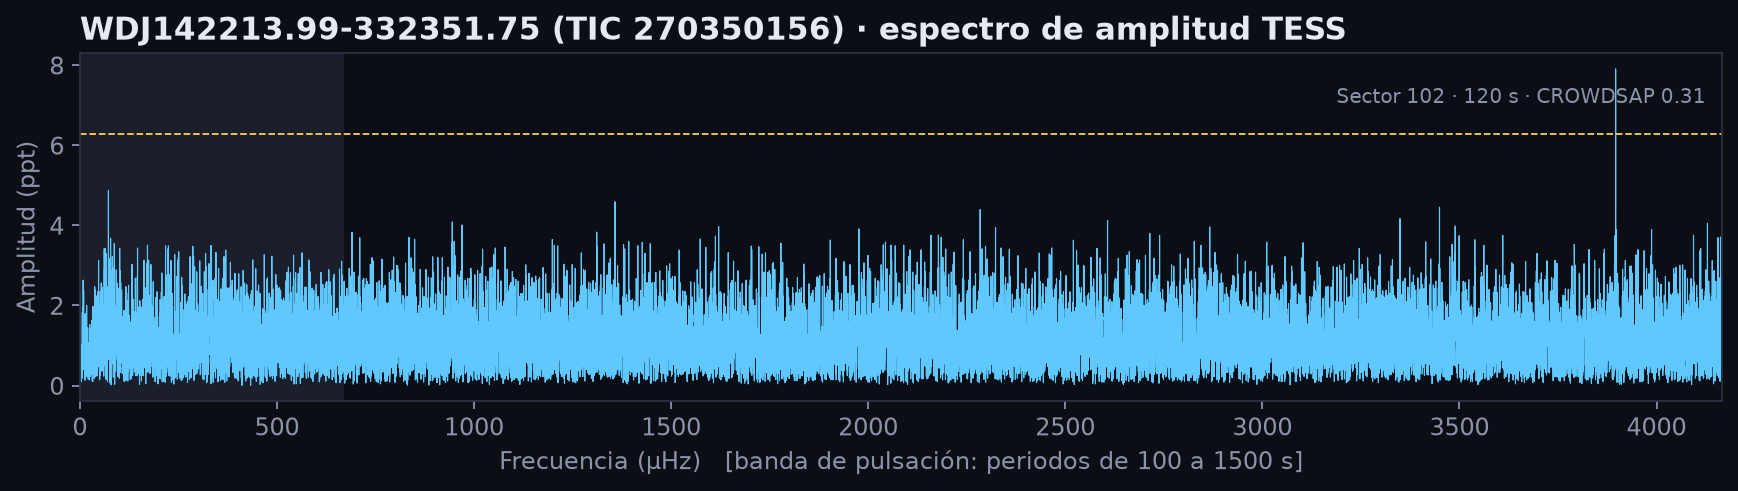 WDJ142213.99-332351.75 (TIC 270350156) · espectro de amplitud TESS
Sector 102 · 120 s · CROWDSAP 0.31
Amplitud (ppt)
8
6
4
2
0
0 500 1000 1500 2000 2500 3000 3500 4000
Frecuencia (µHz) [banda de pulsación: periodos de 100 a 1500 s]